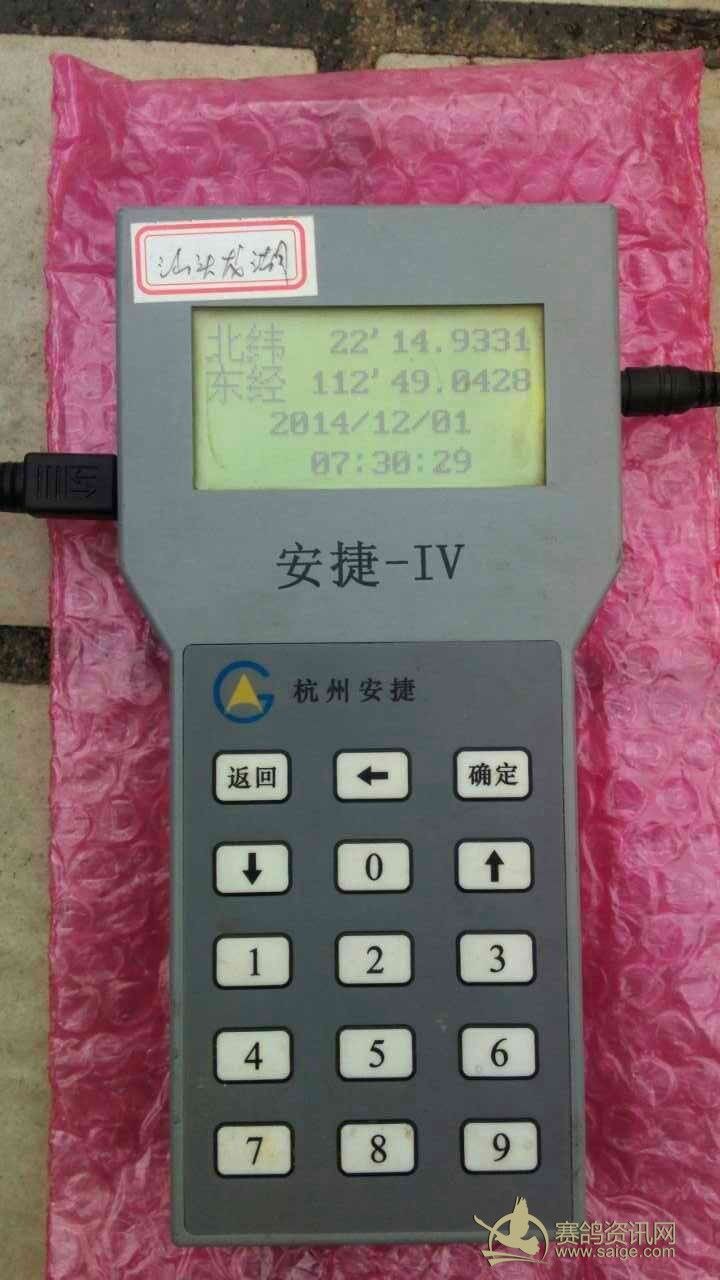 汕头龙湖
北纬 22' 14.9331
东经 112' 49.0428
2014/12/01
07:30:29
安捷-IV
杭州安捷
返回 ← 确定
↓ 0 ↑
1 2 3
4 5 6
7 8 9
赛鸽资讯网
www.saige.com